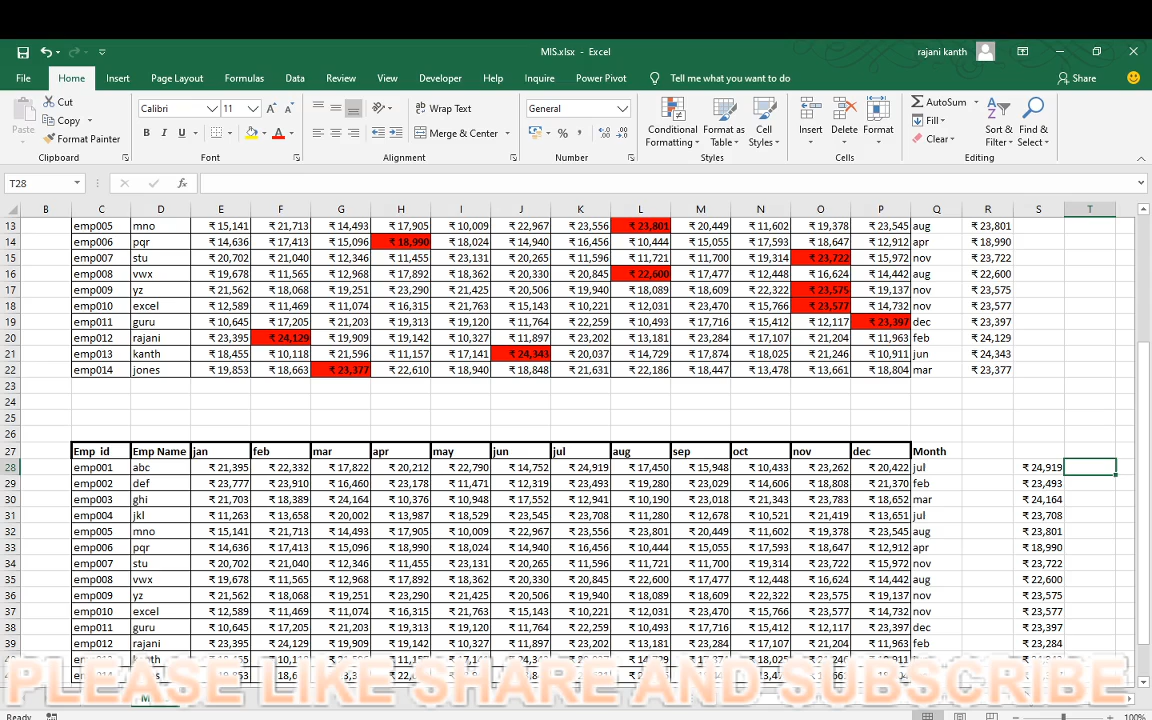 MIS.xlsx - Excel
rajani kanth
File Home Insert Page Layout Formulas Data Review View Developer Help Inquire Power Pivot Tell me what you want to do Share
Cut
Copy
Format Painter
Paste
Clipboard
Calibri 11
B I U
Font
Wrap Text
Merge & Center
Alignment
General
Number
Conditional Formatting
Format as Table
Cell Styles
Styles
Insert Delete Format
Cells
AutoSum
Fill
Clear
Sort & Filter
Find & Select
Editing
T28
B C D E F G H I J K L M N O P Q R S T
13 emp005 mno ₹ 15,141 ₹ 21,713 ₹ 14,493 ₹ 17,905 ₹ 10,009 ₹ 22,967 ₹ 23,556 ₹ 23,801 ₹ 20,449 ₹ 11,602 ₹ 19,378 ₹ 23,545 aug ₹ 23,801
14 emp006 pqr ₹ 14,636 ₹ 17,413 ₹ 15,096 ₹ 18,990 ₹ 18,024 ₹ 14,940 ₹ 16,456 ₹ 10,444 ₹ 15,055 ₹ 17,593 ₹ 18,647 ₹ 12,912 apr ₹ 18,990
15 emp007 stu ₹ 20,702 ₹ 21,040 ₹ 12,346 ₹ 11,455 ₹ 23,131 ₹ 20,265 ₹ 11,596 ₹ 11,721 ₹ 11,700 ₹ 19,314 ₹ 23,722 ₹ 15,972 nov ₹ 23,722
16 emp008 vwx ₹ 19,678 ₹ 11,565 ₹ 12,968 ₹ 17,892 ₹ 18,362 ₹ 20,330 ₹ 20,845 ₹ 22,600 ₹ 17,477 ₹ 12,448 ₹ 16,624 ₹ 14,442 aug ₹ 22,600
17 emp009 yz ₹ 21,562 ₹ 18,068 ₹ 19,251 ₹ 23,290 ₹ 21,425 ₹ 20,506 ₹ 19,940 ₹ 18,089 ₹ 18,609 ₹ 22,322 ₹ 23,575 ₹ 19,137 nov ₹ 23,575
18 emp010 excel ₹ 12,589 ₹ 11,469 ₹ 11,074 ₹ 16,315 ₹ 21,763 ₹ 15,143 ₹ 10,221 ₹ 12,031 ₹ 23,470 ₹ 15,766 ₹ 23,577 ₹ 14,732 nov ₹ 23,577
19 emp011 guru ₹ 10,645 ₹ 17,205 ₹ 21,203 ₹ 19,313 ₹ 19,120 ₹ 11,764 ₹ 22,259 ₹ 10,493 ₹ 17,716 ₹ 15,412 ₹ 12,117 ₹ 23,397 dec ₹ 23,397
20 emp012 rajani ₹ 23,395 ₹ 24,129 ₹ 19,909 ₹ 19,142 ₹ 10,327 ₹ 11,897 ₹ 23,202 ₹ 13,181 ₹ 23,284 ₹ 17,107 ₹ 21,204 ₹ 11,963 feb ₹ 24,129
21 emp013 kanth ₹ 18,455 ₹ 10,118 ₹ 21,596 ₹ 11,157 ₹ 17,141 ₹ 24,343 ₹ 20,037 ₹ 14,729 ₹ 17,874 ₹ 18,025 ₹ 21,246 ₹ 10,911 jun ₹ 24,343
22 emp014 jones ₹ 19,853 ₹ 18,663 ₹ 23,377 ₹ 22,610 ₹ 18,940 ₹ 18,848 ₹ 21,631 ₹ 22,186 ₹ 18,447 ₹ 13,478 ₹ 13,661 ₹ 18,804 mar ₹ 23,377
23
24
25
26
27 Emp id Emp Name jan feb mar apr may jun jul aug sep oct nov dec Month
28 emp001 abc ₹ 21,395 ₹ 22,332 ₹ 17,822 ₹ 20,212 ₹ 22,790 ₹ 14,752 ₹ 24,919 ₹ 17,450 ₹ 15,948 ₹ 10,433 ₹ 23,262 ₹ 20,422 jul ₹ 24,919
29 emp002 def ₹ 23,777 ₹ 23,910 ₹ 16,460 ₹ 23,178 ₹ 11,471 ₹ 12,319 ₹ 23,493 ₹ 19,280 ₹ 23,029 ₹ 14,606 ₹ 18,808 ₹ 21,370 feb ₹ 23,493
30 emp003 ghi ₹ 21,703 ₹ 18,389 ₹ 24,164 ₹ 10,376 ₹ 10,948 ₹ 17,552 ₹ 12,941 ₹ 10,190 ₹ 23,018 ₹ 21,343 ₹ 23,783 ₹ 18,652 mar ₹ 24,164
31 emp004 jkl ₹ 11,263 ₹ 13,658 ₹ 20,002 ₹ 13,987 ₹ 18,529 ₹ 23,545 ₹ 23,708 ₹ 11,280 ₹ 12,678 ₹ 10,521 ₹ 21,419 ₹ 13,651 jul ₹ 23,708
32 emp005 mno ₹ 15,141 ₹ 21,713 ₹ 14,493 ₹ 17,905 ₹ 10,009 ₹ 22,967 ₹ 23,556 ₹ 23,801 ₹ 20,449 ₹ 11,602 ₹ 19,378 ₹ 23,545 aug ₹ 23,801
33 emp006 pqr ₹ 14,636 ₹ 17,413 ₹ 15,096 ₹ 18,990 ₹ 18,024 ₹ 14,940 ₹ 16,456 ₹ 10,444 ₹ 15,055 ₹ 17,593 ₹ 18,647 ₹ 12,912 apr ₹ 18,990
34 emp007 stu ₹ 20,702 ₹ 21,040 ₹ 12,346 ₹ 11,455 ₹ 23,131 ₹ 20,265 ₹ 11,596 ₹ 11,721 ₹ 11,700 ₹ 19,314 ₹ 23,722 ₹ 15,972 nov ₹ 23,722
35 emp008 vwx ₹ 19,678 ₹ 11,565 ₹ 12,968 ₹ 17,892 ₹ 18,362 ₹ 20,330 ₹ 20,845 ₹ 22,600 ₹ 17,477 ₹ 12,448 ₹ 16,624 ₹ 14,442 aug ₹ 22,600
36 emp009 yz ₹ 21,562 ₹ 18,068 ₹ 19,251 ₹ 23,290 ₹ 21,425 ₹ 20,506 ₹ 19,940 ₹ 18,089 ₹ 18,609 ₹ 22,322 ₹ 23,575 ₹ 19,137 nov ₹ 23,575
37 emp010 excel ₹ 12,589 ₹ 11,469 ₹ 11,074 ₹ 16,315 ₹ 21,763 ₹ 15,143 ₹ 10,221 ₹ 12,031 ₹ 23,470 ₹ 15,766 ₹ 23,577 ₹ 14,732 nov ₹ 23,577
38 emp011 guru ₹ 10,645 ₹ 17,205 ₹ 21,203 ₹ 19,313 ₹ 19,120 ₹ 11,764 ₹ 22,259 ₹ 10,493 ₹ 17,716 ₹ 15,412 ₹ 12,117 ₹ 23,397 dec ₹ 23,397
39 emp012 rajani ₹ 23,395 ₹ 24,129 ₹ 19,909 ₹ 19,142 ₹ 10,327 ₹ 11,897 ₹ 23,202 ₹ 13,181 ₹ 23,284 ₹ 17,107 ₹ 21,204 ₹ 11,963 feb ₹ 23,284
PLEASE LIKE SHARE AND SUBSCRIBE
100%